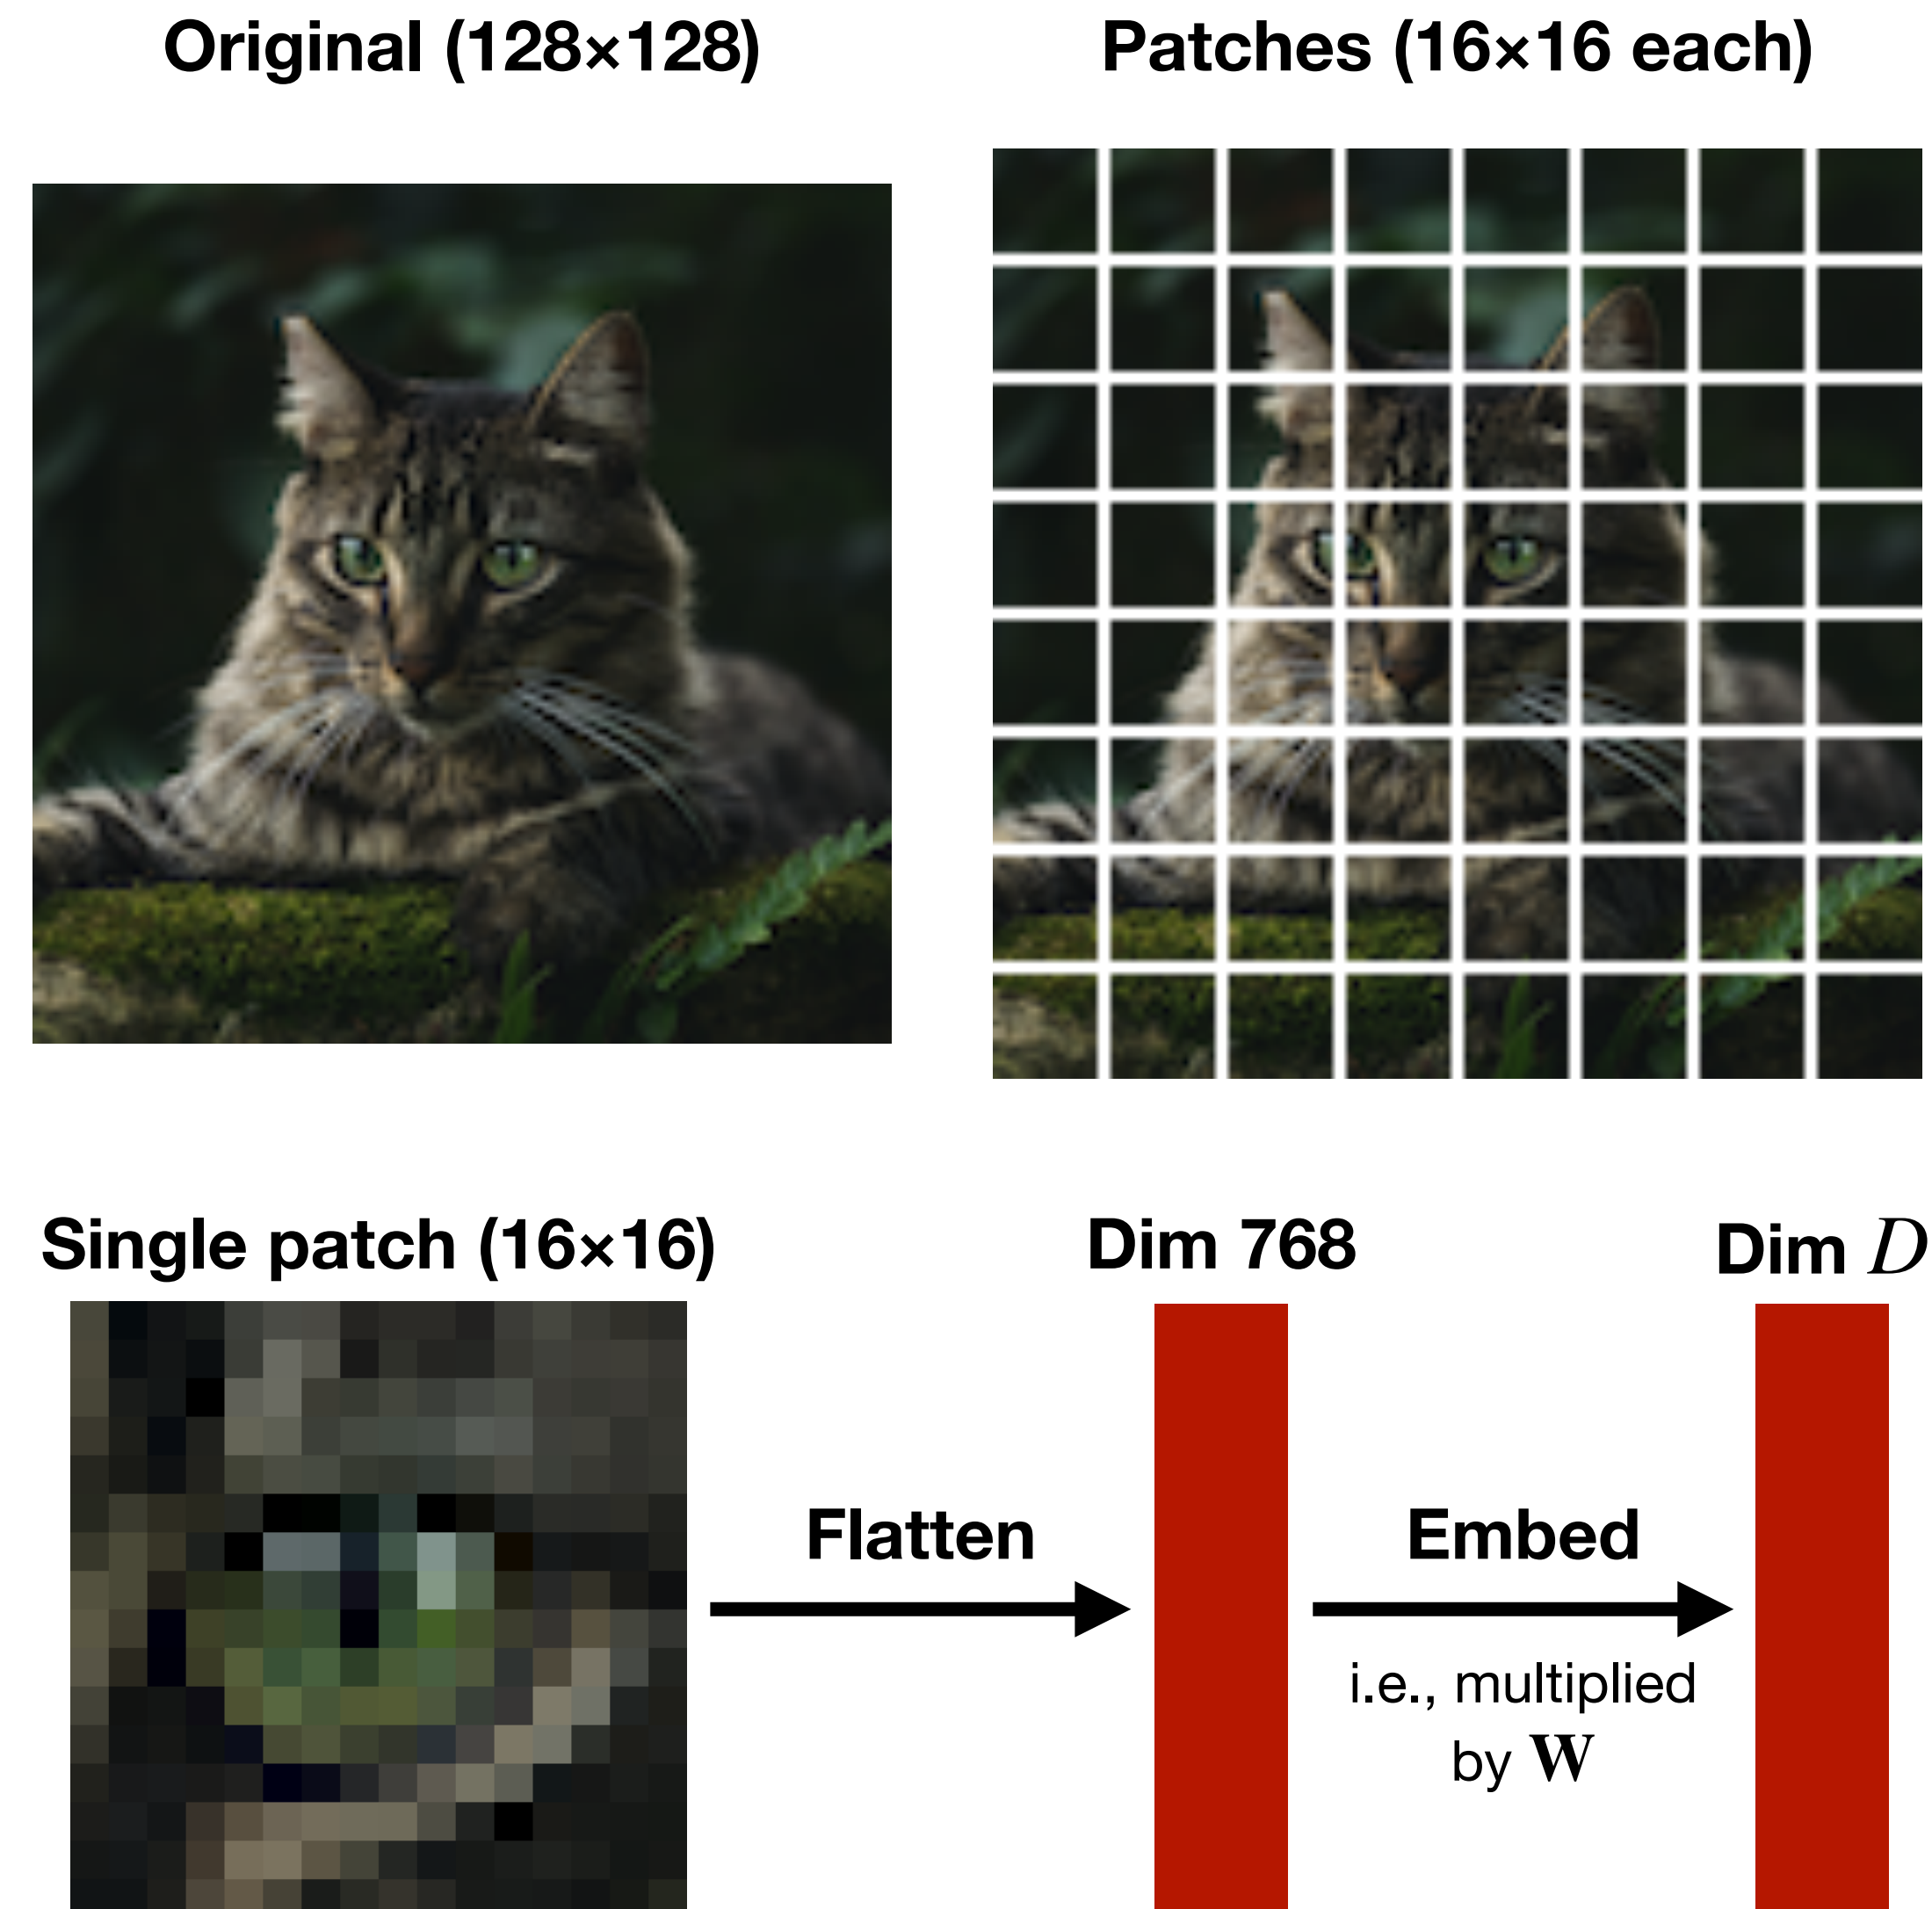 Original (128×128)
Patches (16×16 each)
Single patch (16×16)
Dim 768
Dim D
Flatten
Embed
i.e., multiplied
by W